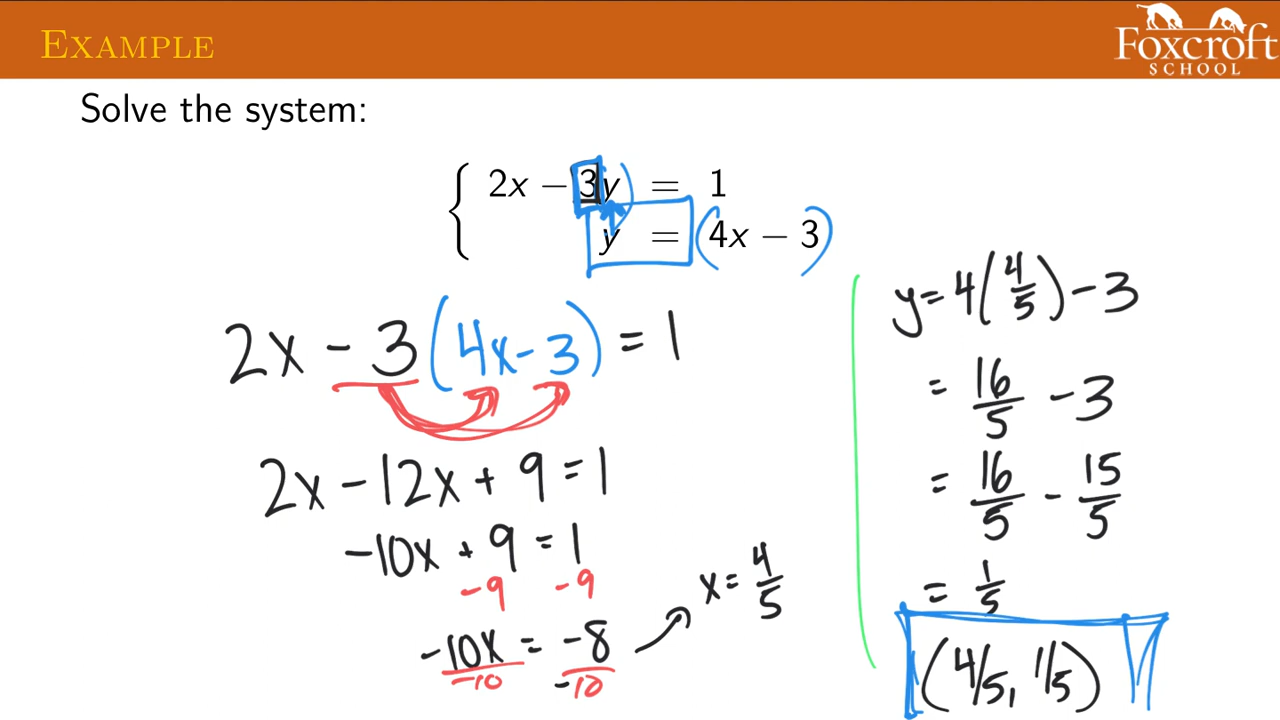 EXAMPLE
Foxcroft
SCHOOL
Solve the system:
2x − 3y = 1
y = (4x − 3)
2x - 3(4x-3) = 1
2x - 12x + 9 = 1
-10x + 9 = 1
-9 -9
-10x = -8
-10 -10
x = 4/5
y = 4(4/5) - 3
= 16/5 - 3
= 16/5 - 15/5
= 1/5
(4/5, 1/5)